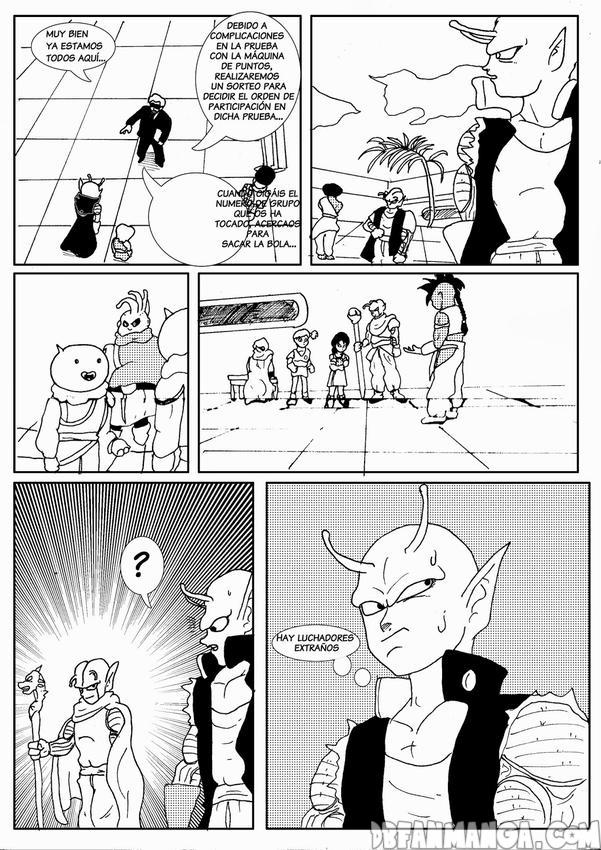 MUY BIEN
YA ESTAMOS
TODOS AQUÍ...
DEBIDO A
COMPLICACIONES
EN LA PRUEBA
CON LA MÁQUINA
DE PUNTOS,
REALIZAREMOS
UN SORTEO PARA
DECIDIR EL ORDEN DE
PARTICIPACIÓN EN
DICHA PRUEBA...
CUANDO DIGÁIS EL
NUMERO DE GRUPO
QUE OS HA
TOCADO, ACERCAOS
PARA
SACAR LA BOLA...
?
HAY LUCHADORES
EXTRAÑOS
DBFANMANGA.COM